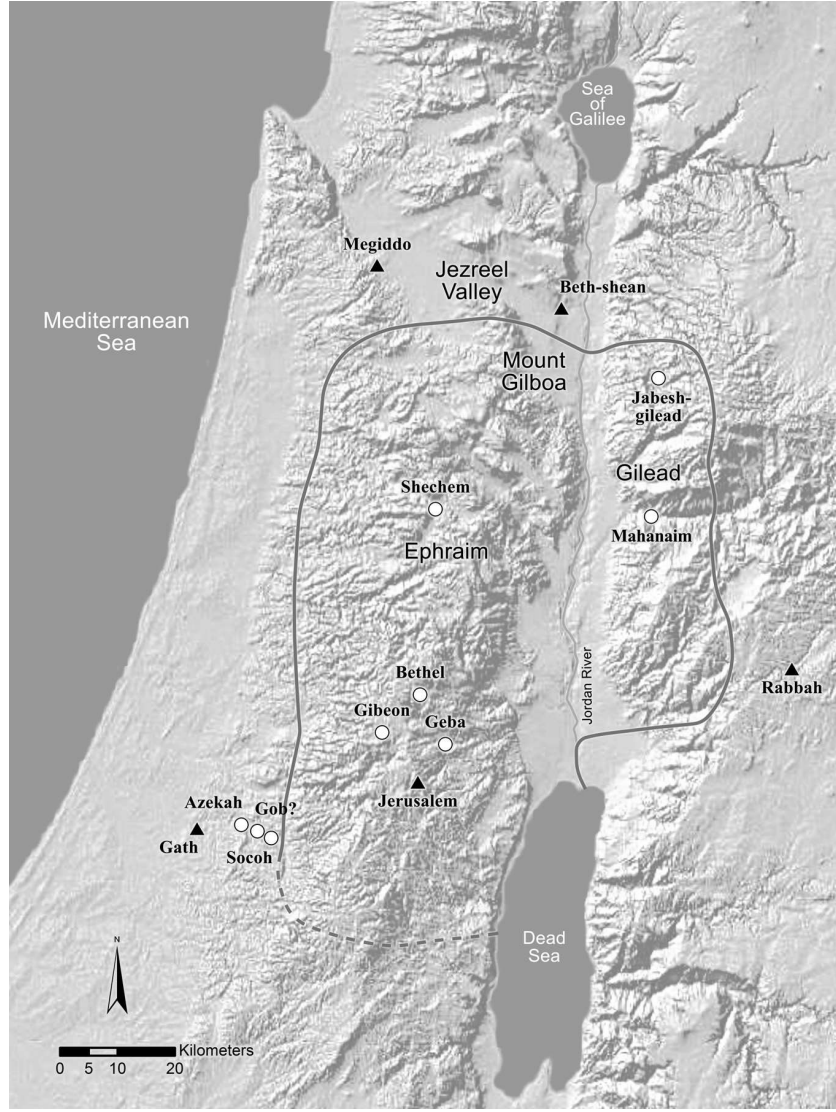 Sea
of
Galilee
Megiddo
Jezreel
Valley
Beth-shean
Mediterranean
Sea
Mount
Gilboa
Jabesh-
gilead
Gilead
Shechem
Mahanaim
Ephraim
Jordan River
Bethel
Rabbah
Gibeon
Geba
Jerusalem
Azekah
Gob?
Gath
Socoh
Dead
Sea
N
Kilometers
0 5 10 20